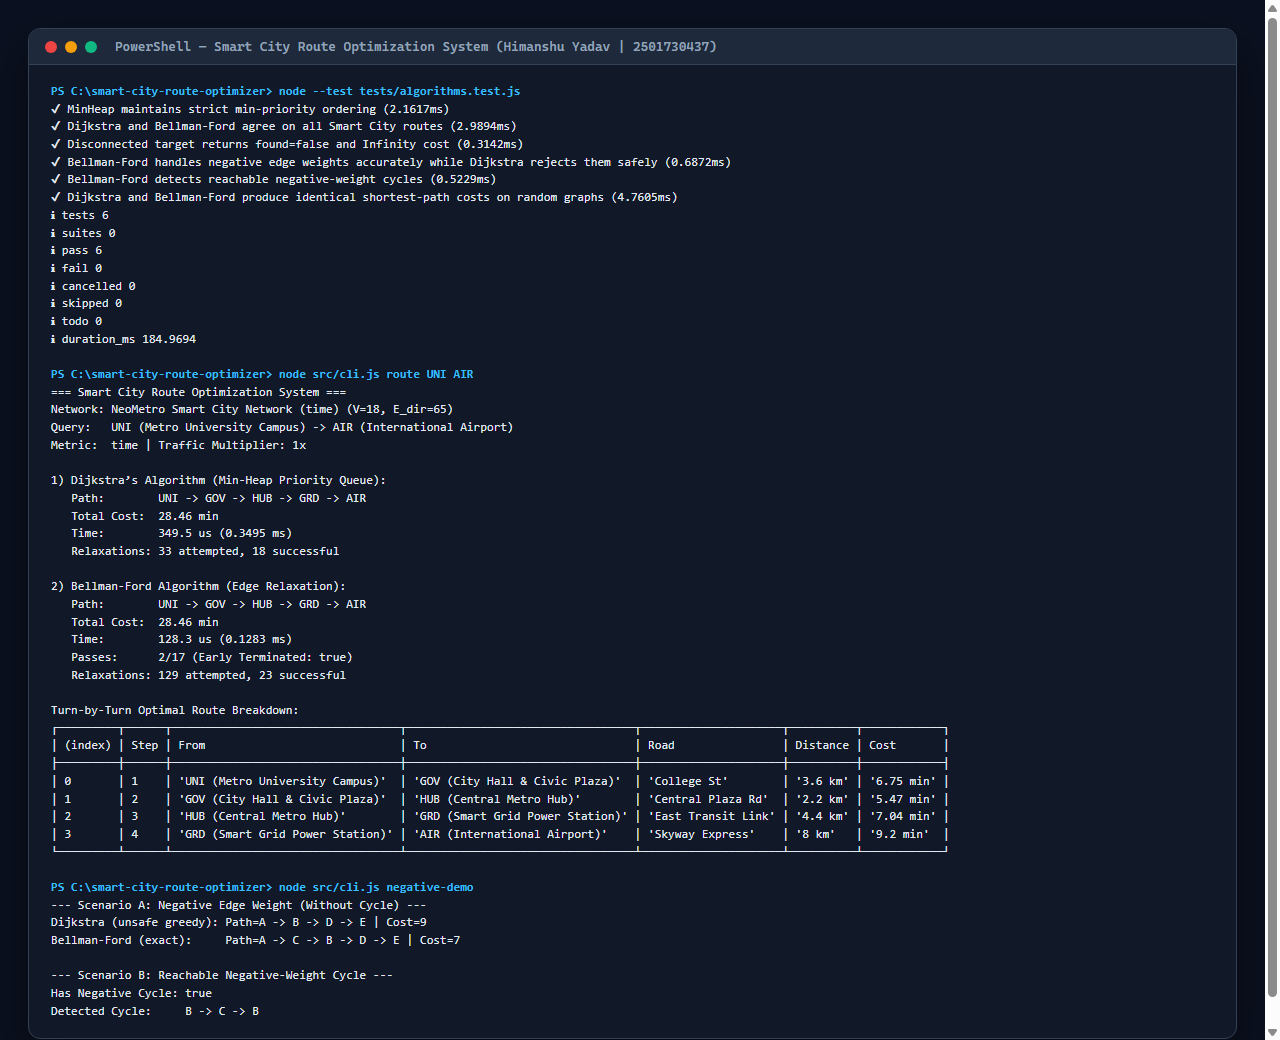 PowerShell — Smart City Route Optimization System (Himanshu Yadav | 2501730437)
PS C:\smart-city-route-optimizer> node --test tests/algorithms.test.js
✓ MinHeap maintains strict min-priority ordering (2.1617ms)
✓ Dijkstra and Bellman-Ford agree on all Smart City routes (2.9894ms)
✓ Disconnected target returns found=false and Infinity cost (0.3142ms)
✓ Bellman-Ford handles negative edge weights accurately while Dijkstra rejects them safely (0.6872ms)
✓ Bellman-Ford detects reachable negative-weight cycles (0.5229ms)
✓ Dijkstra and Bellman-Ford produce identical shortest-path costs on random graphs (4.7605ms)
ℹ tests 6
ℹ suites 0
ℹ pass 6
ℹ fail 0
ℹ cancelled 0
ℹ skipped 0
ℹ todo 0
ℹ duration_ms 184.9694
PS C:\smart-city-route-optimizer> node src/cli.js route UNI AIR
=== Smart City Route Optimization System ===
Network: NeoMetro Smart City Network (time) (V=18, E_dir=65)
Query:   UNI (Metro University Campus) -> AIR (International Airport)
Metric:  time | Traffic Multiplier: 1x
1) Dijkstra's Algorithm (Min-Heap Priority Queue):
   Path:        UNI -> GOV -> HUB -> GRD -> AIR
   Total Cost:  28.46 min
   Time:        349.5 us (0.3495 ms)
   Relaxations: 33 attempted, 18 successful
2) Bellman-Ford Algorithm (Edge Relaxation):
   Path:        UNI -> GOV -> HUB -> GRD -> AIR
   Total Cost:  28.46 min
   Time:        128.3 us (0.1283 ms)
   Passes:      2/17 (Early Terminated: true)
   Relaxations: 129 attempted, 23 successful
Turn-by-Turn Optimal Route Breakdown:
| (index) | Step | From | To | Road | Distance | Cost |
| 0 | 1 | 'UNI (Metro University Campus)' | 'GOV (City Hall & Civic Plaza)' | 'College St' | '3.6 km' | '6.75 min' |
| 1 | 2 | 'GOV (City Hall & Civic Plaza)' | 'HUB (Central Metro Hub)' | 'Central Plaza Rd' | '2.2 km' | '5.47 min' |
| 2 | 3 | 'HUB (Central Metro Hub)' | 'GRD (Smart Grid Power Station)' | 'East Transit Link' | '4.4 km' | '7.04 min' |
| 3 | 4 | 'GRD (Smart Grid Power Station)' | 'AIR (International Airport)' | 'Skyway Express' | '8 km' | '9.2 min' |
PS C:\smart-city-route-optimizer> node src/cli.js negative-demo
--- Scenario A: Negative Edge Weight (Without Cycle) ---
Dijkstra (unsafe greedy): Path=A -> B -> D -> E | Cost=9
Bellman-Ford (exact):     Path=A -> C -> B -> D -> E | Cost=7
--- Scenario B: Reachable Negative-Weight Cycle ---
Has Negative Cycle: true
Detected Cycle:     B -> C -> B